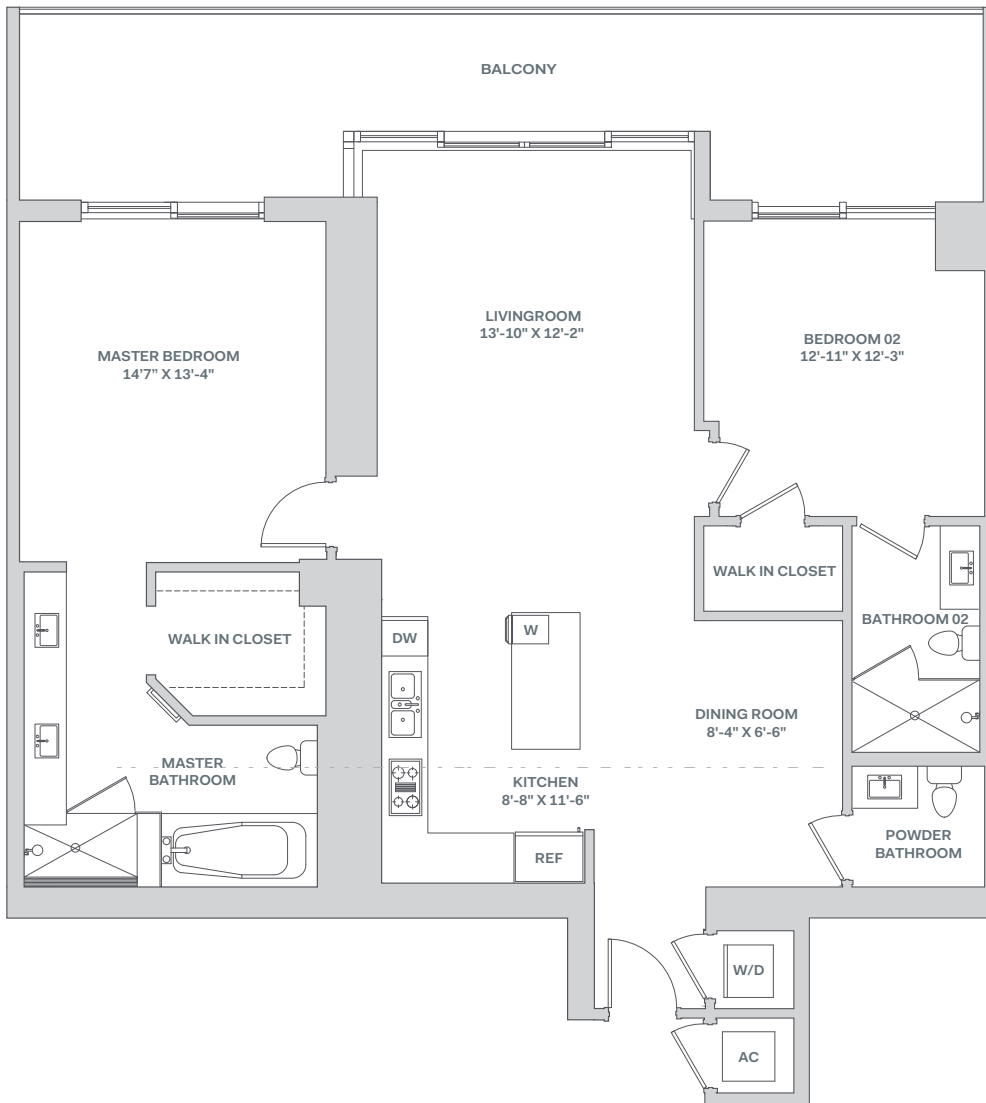 BALCONY
LIVINGROOM
13'-10" X 12'-2"
BEDROOM 02
12'-11" X 12'-3"
MASTER BEDROOM
14’7” X 13'-4"
WALK IN CLOSET
BATHROOM 02
WALK IN CLOSET
DW
W
DINING ROOM
8'-4" X 6'-6"
MASTER
BATHROOM
KITCHEN
8'-8" X 11'-6"
REF
POWDER
BATHROOM
W/D
AC